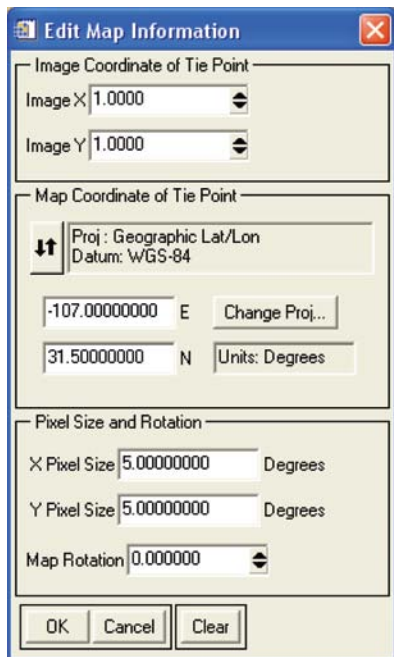 Edit Map Information
Image Coordinate of Tie Point
Image X 1.0000
Image Y 1.0000
Map Coordinate of Tie Point
Proj : Geographic Lat/Lon
Datum: WGS-84
-107.00000000 E Change Proj...
31.50000000 N Units: Degrees
Pixel Size and Rotation
X Pixel Size 5.00000000 Degrees
Y Pixel Size 5.00000000 Degrees
Map Rotation 0.000000
OK Cancel Clear